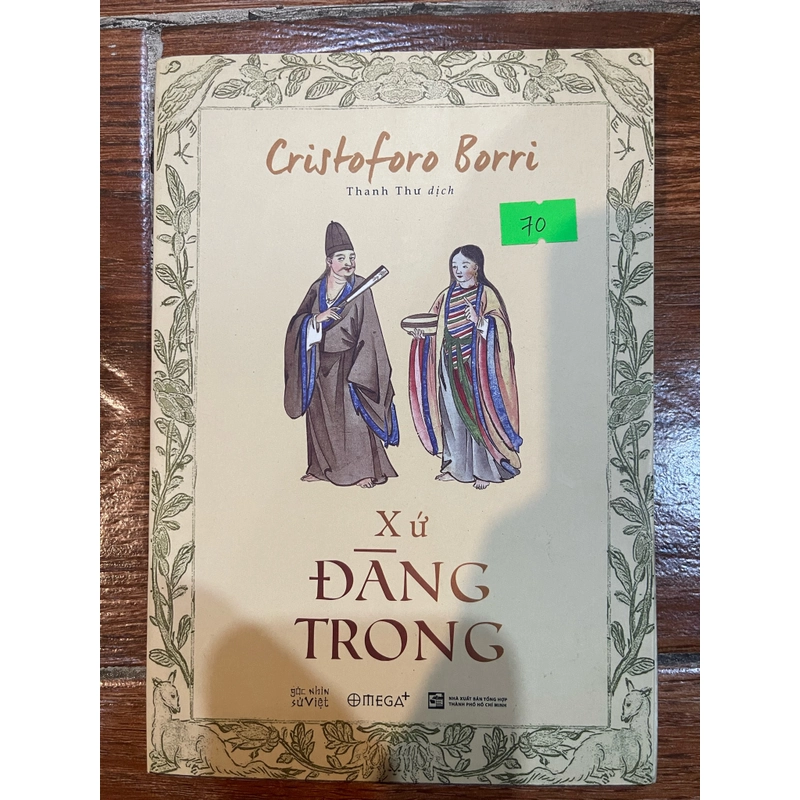 Cristoforo Borri
Thanh Thư dịch
70
Xứ
ĐÀNG
TRONG
góc nhìn
sử việt
OMEGA+
NHÀ XUẤT BẢN TỔNG HỢP
THÀNH PHỐ HỒ CHÍ MINH